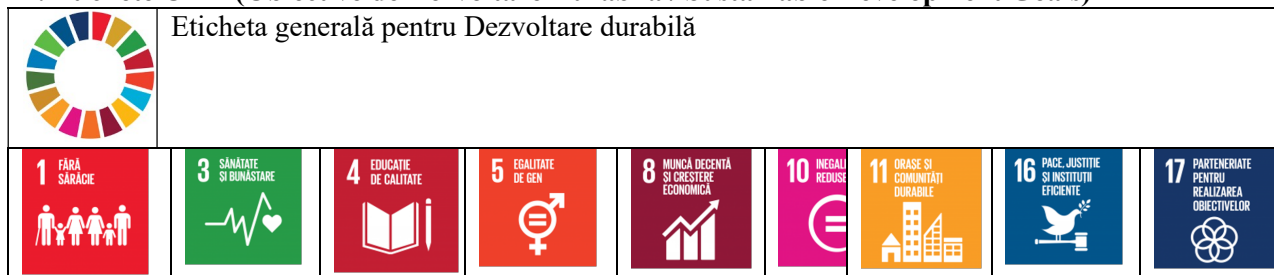 Eticheta generală pentru Dezvoltare durabilă
1 FĂRĂ
SĂRĂCIE
3 SĂNĂTATE
ȘI BUNĂSTARE
4 EDUCAȚIE
DE CALITATE
5 EGALITATE
DE GEN
8 MUNCĂ DECENTĂ
ȘI CREȘTERE
ECONOMICĂ
10
REDUSE
11 ORAȘE ȘI
COMUNITĂȚI
DURABILE
16 PACE, JUSTIȚIE
ȘI INSTITUȚII
EFICIENTE
17 PARTENERIATE
PENTRU
REALIZAREA
OBIECTIVELOR